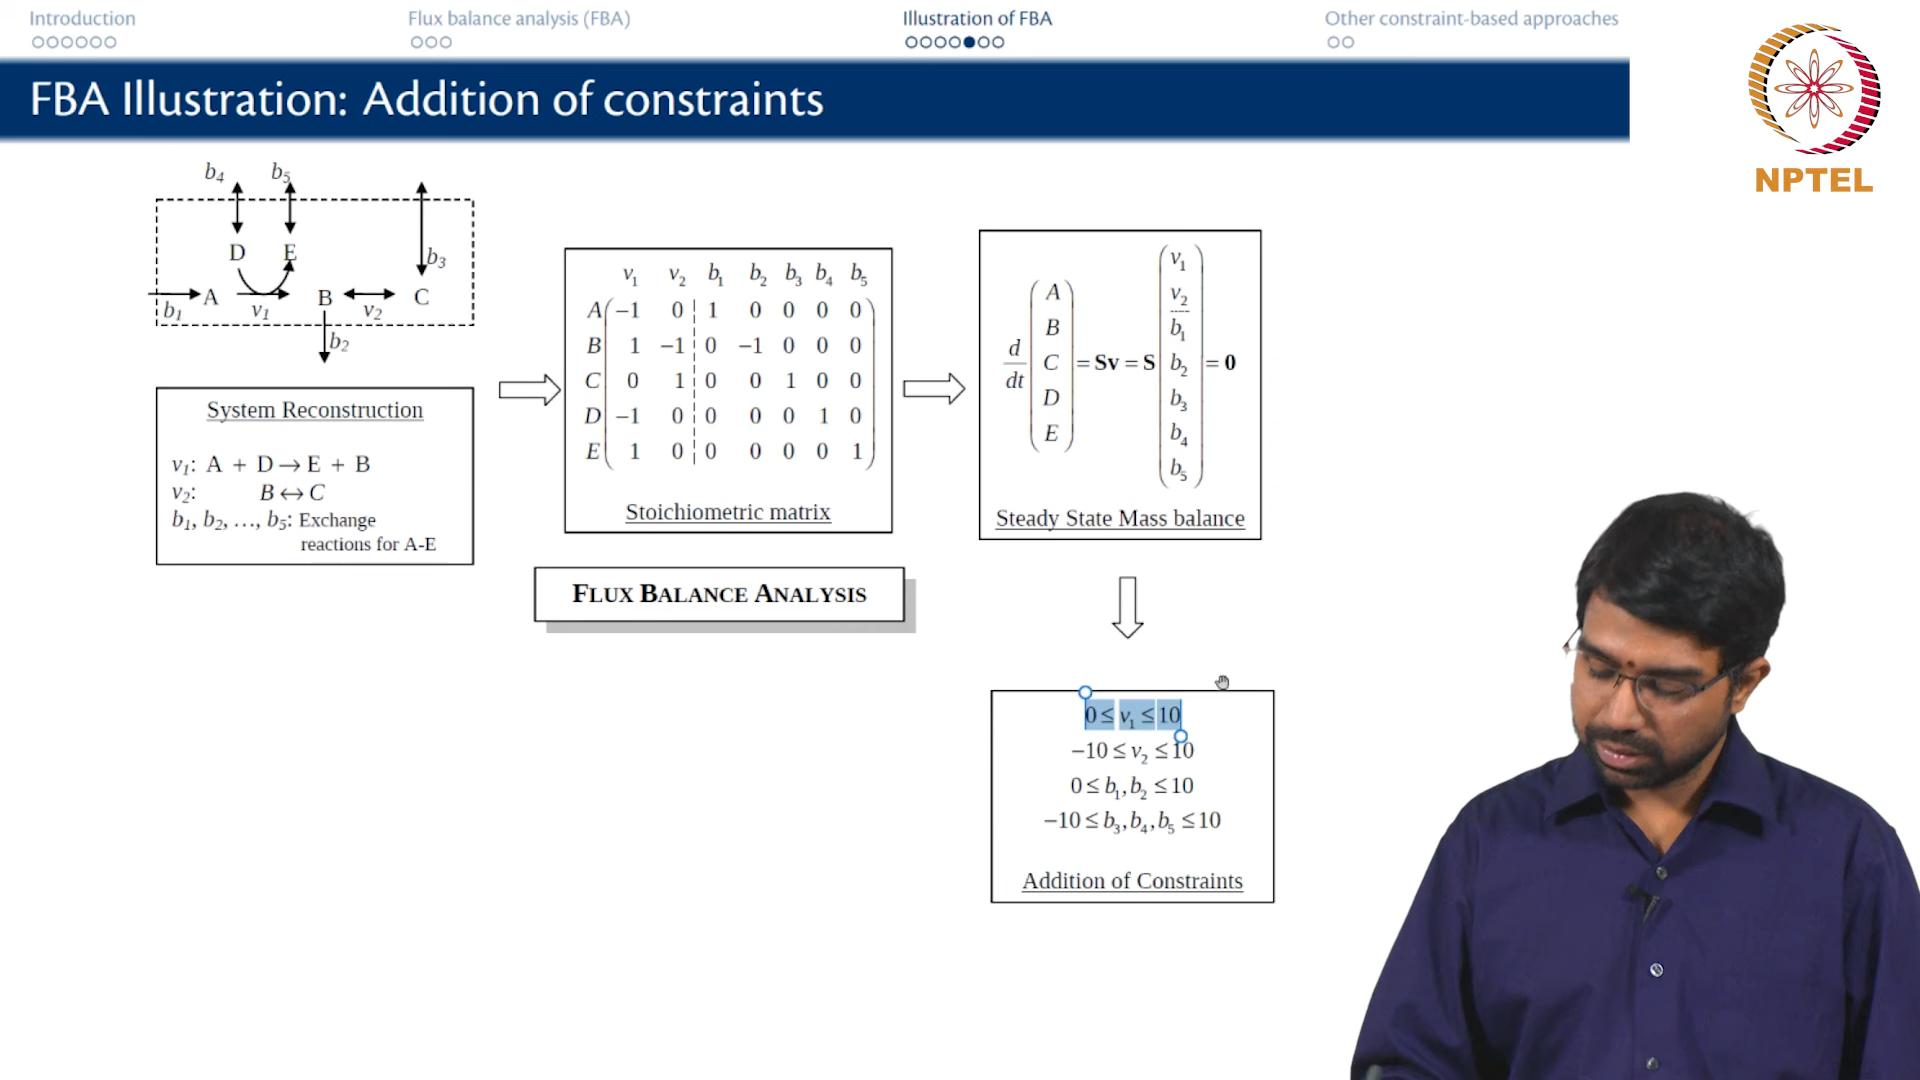 Introduction
Flux balance analysis (FBA)
Illustration of FBA
Other constraint-based approaches
FBA Illustration: Addition of constraints
NPTEL
b₄ b₅
D E b₃
b₁ A v₁ B v₂ C
b₂
System Reconstruction
v₁: A + D → E + B
v₂: B ↔ C
b₁, b₂, …, b₅: Exchange
reactions for A-E
v₁ v₂ b₁ b₂ b₃ b₄ b₅
A −1 0 1 0 0 0 0
B 1 −1 0 −1 0 0 0
C 0 1 0 0 1 0 0
D −1 0 0 0 0 1 0
E 1 0 0 0 0 0 1
Stoichiometric matrix
d/dt (A B C D E) = Sv = S (v₁ v₂ b₁ b₂ b₃ b₄ b₅) = 0
Steady State Mass balance
FLUX BALANCE ANALYSIS
0 ≤ v₁ ≤ 10
−10 ≤ v₂ ≤ 10
0 ≤ b₁, b₂ ≤ 10
−10 ≤ b₃, b₄, b₅ ≤ 10
Addition of Constraints